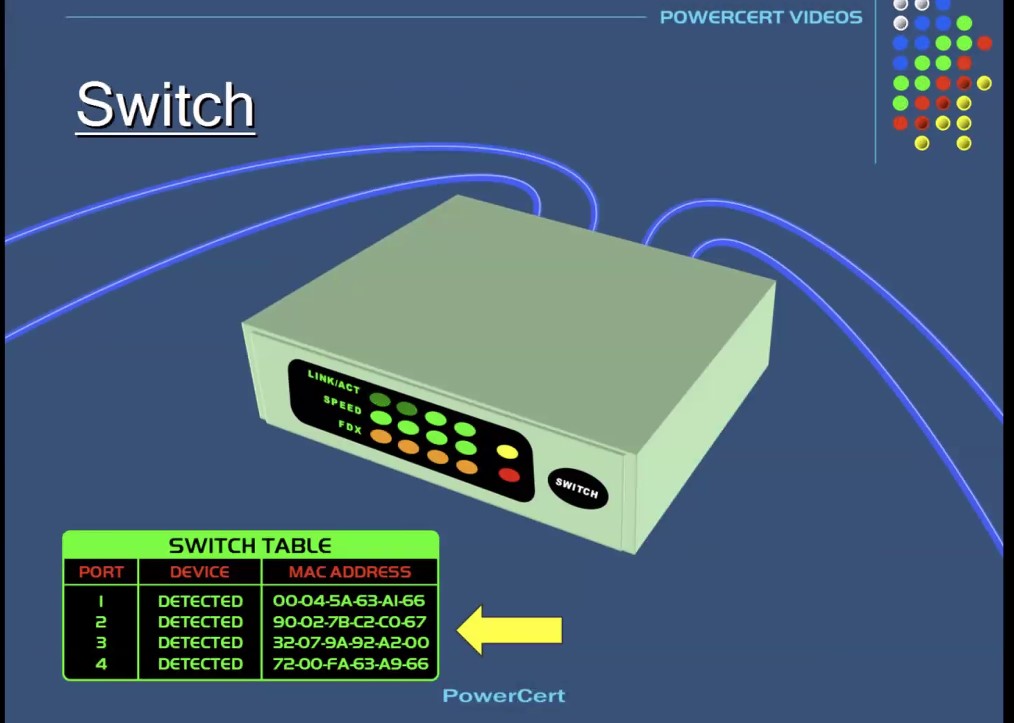 POWERCERT VIDEOS
Switch
LINK/ACT
SPEED
FDX
SWITCH
SWITCH TABLE
PORT DEVICE MAC ADDRESS
1 DETECTED 00-04-5A-63-A1-66
2 DETECTED 90-02-7B-C2-C0-67
3 DETECTED 32-07-9A-92-A2-00
4 DETECTED 72-00-FA-63-A9-66
PowerCert